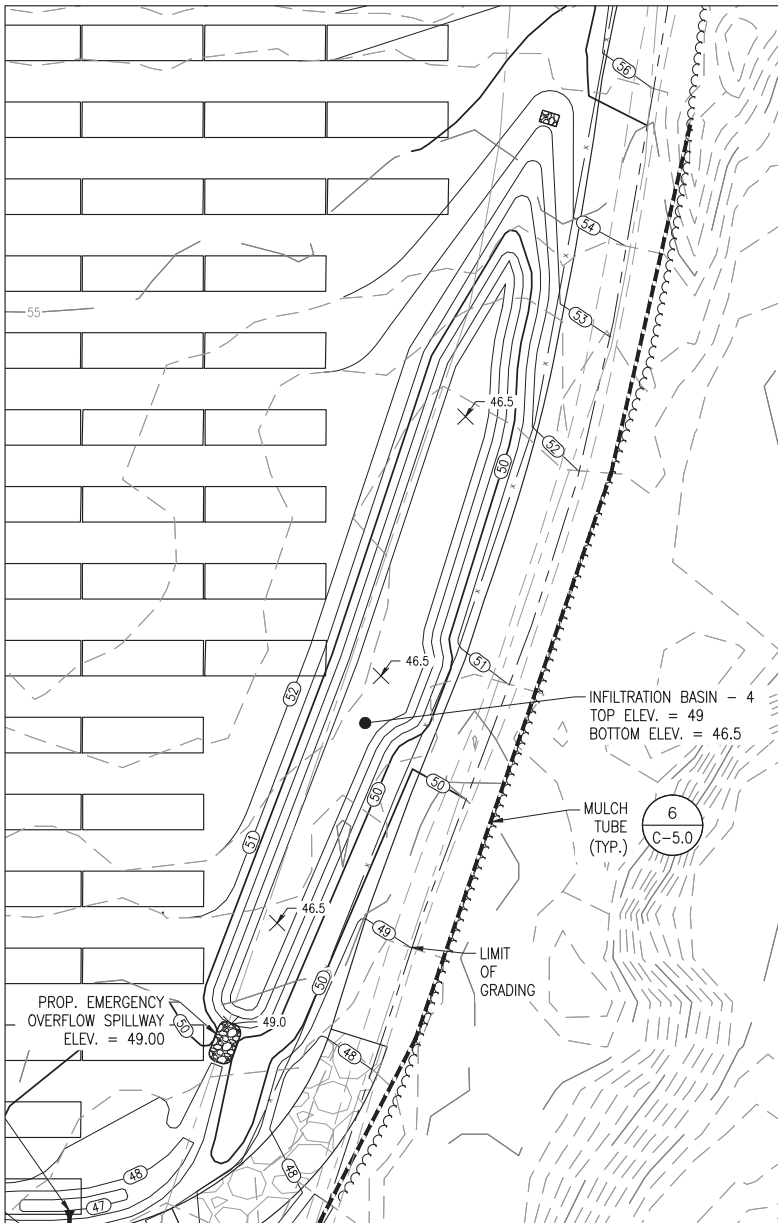 56
54
55
53
46.5
52
50
46.5
51
52
INFILTRATION BASIN - 4
TOP ELEV. = 49
BOTTOM ELEV. = 46.5
50
50
MULCH
TUBE
(TYP.)
6
C-5.0
51
46.5
49
LIMIT
OF
GRADING
50
PROP. EMERGENCY
OVERFLOW SPILLWAY
ELEV. = 49.00
50
49.0
48
48
48
47